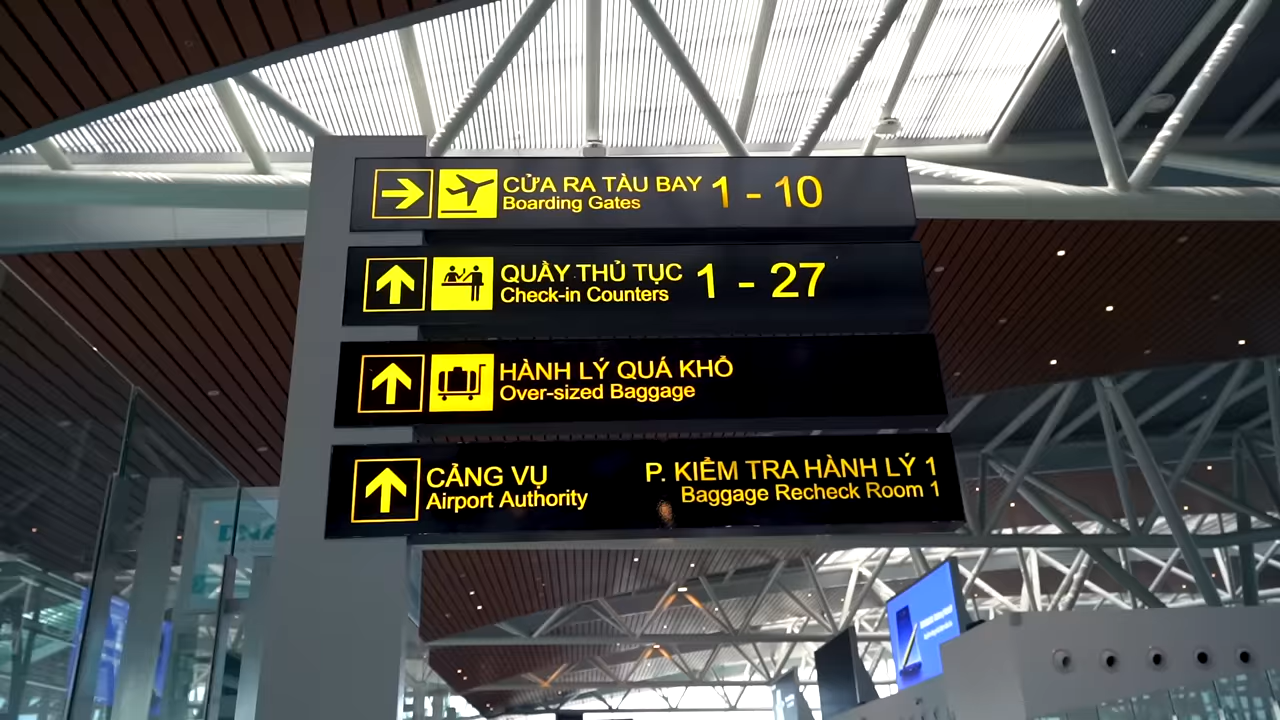 CỬA RA TÀU BAY 1 - 10
Boarding Gates
QUẦY THỦ TỤC 1 - 27
Check-in Counters
HÀNH LÝ QUÁ KHỔ
Over-sized Baggage
CẢNG VỤ
Airport Authority
P. KIỂM TRA HÀNH LÝ 1
Baggage Recheck Room 1